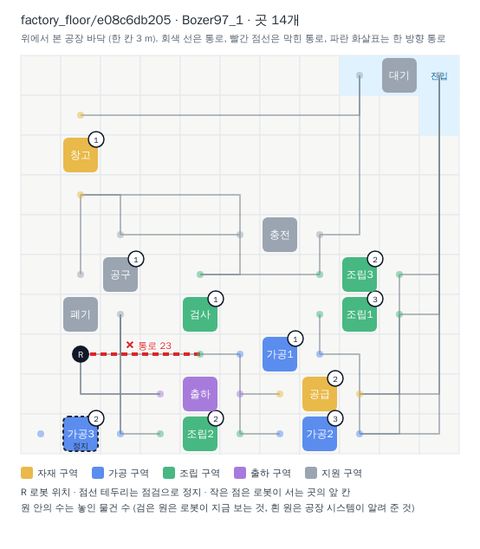 factory_floor/e08c6db205 · Bozer97_1 · 곳 14개
위에서 본 공장 바닥 (한 칸 3 m). 회색 선은 통로, 빨간 점선은 막힌 통로, 파란 화살표는 한 방향 통로
대기
1
창고
충전
1
공구
2
조립3
폐기
1
검사
3
조립1
R
통로 23
1
가공1
출하
2
공급
2
가공3
정지
2
조립2
3
가공2
자재 구역
가공 구역
조립 구역
출하 구역
지원 구역
R 로봇 위치 · 점선 테두리는 점검으로 정지 · 작은 점은 로봇이 서는 곳의 앞 칸
원 안의 수는 놓인 물건 수 (검은 원은 로봇이 지금 보는 것, 흰 원은 공장 시스템이 알려 준 것)